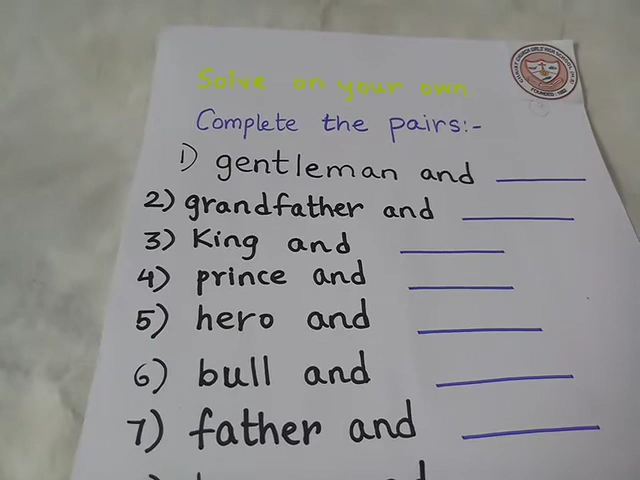 Solve on your own.
Complete the pairs:-
1) gentleman and
2) grandfather and
3) King and
4) prince and
5) hero and
6) bull and
7) father and